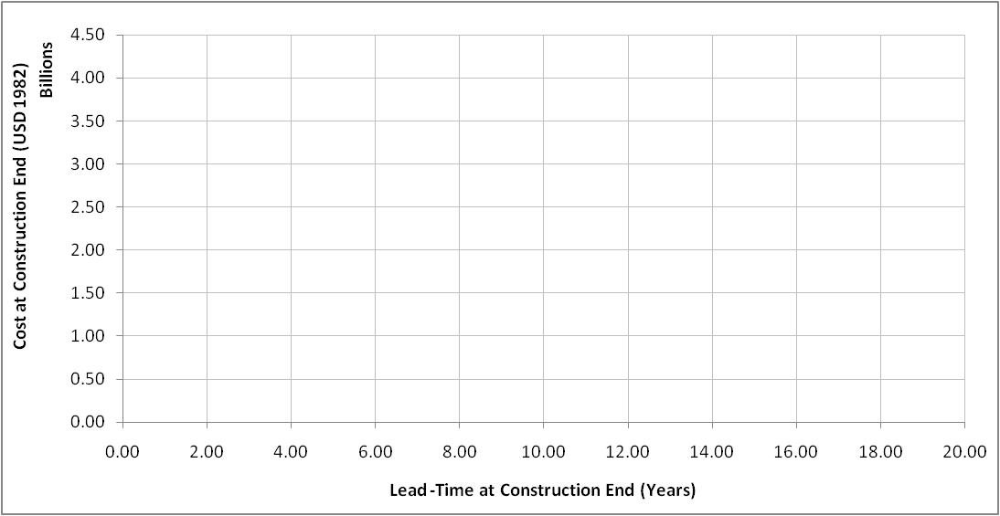 Cost at Construction End (USD 1982)
Billions
4.50
4.00
3.50
3.00
2.50
2.00
1.50
1.00
0.50
0.00
0.00 2.00 4.00 6.00 8.00 10.00 12.00 14.00 16.00 18.00 20.00
Lead-Time at Construction End (Years)